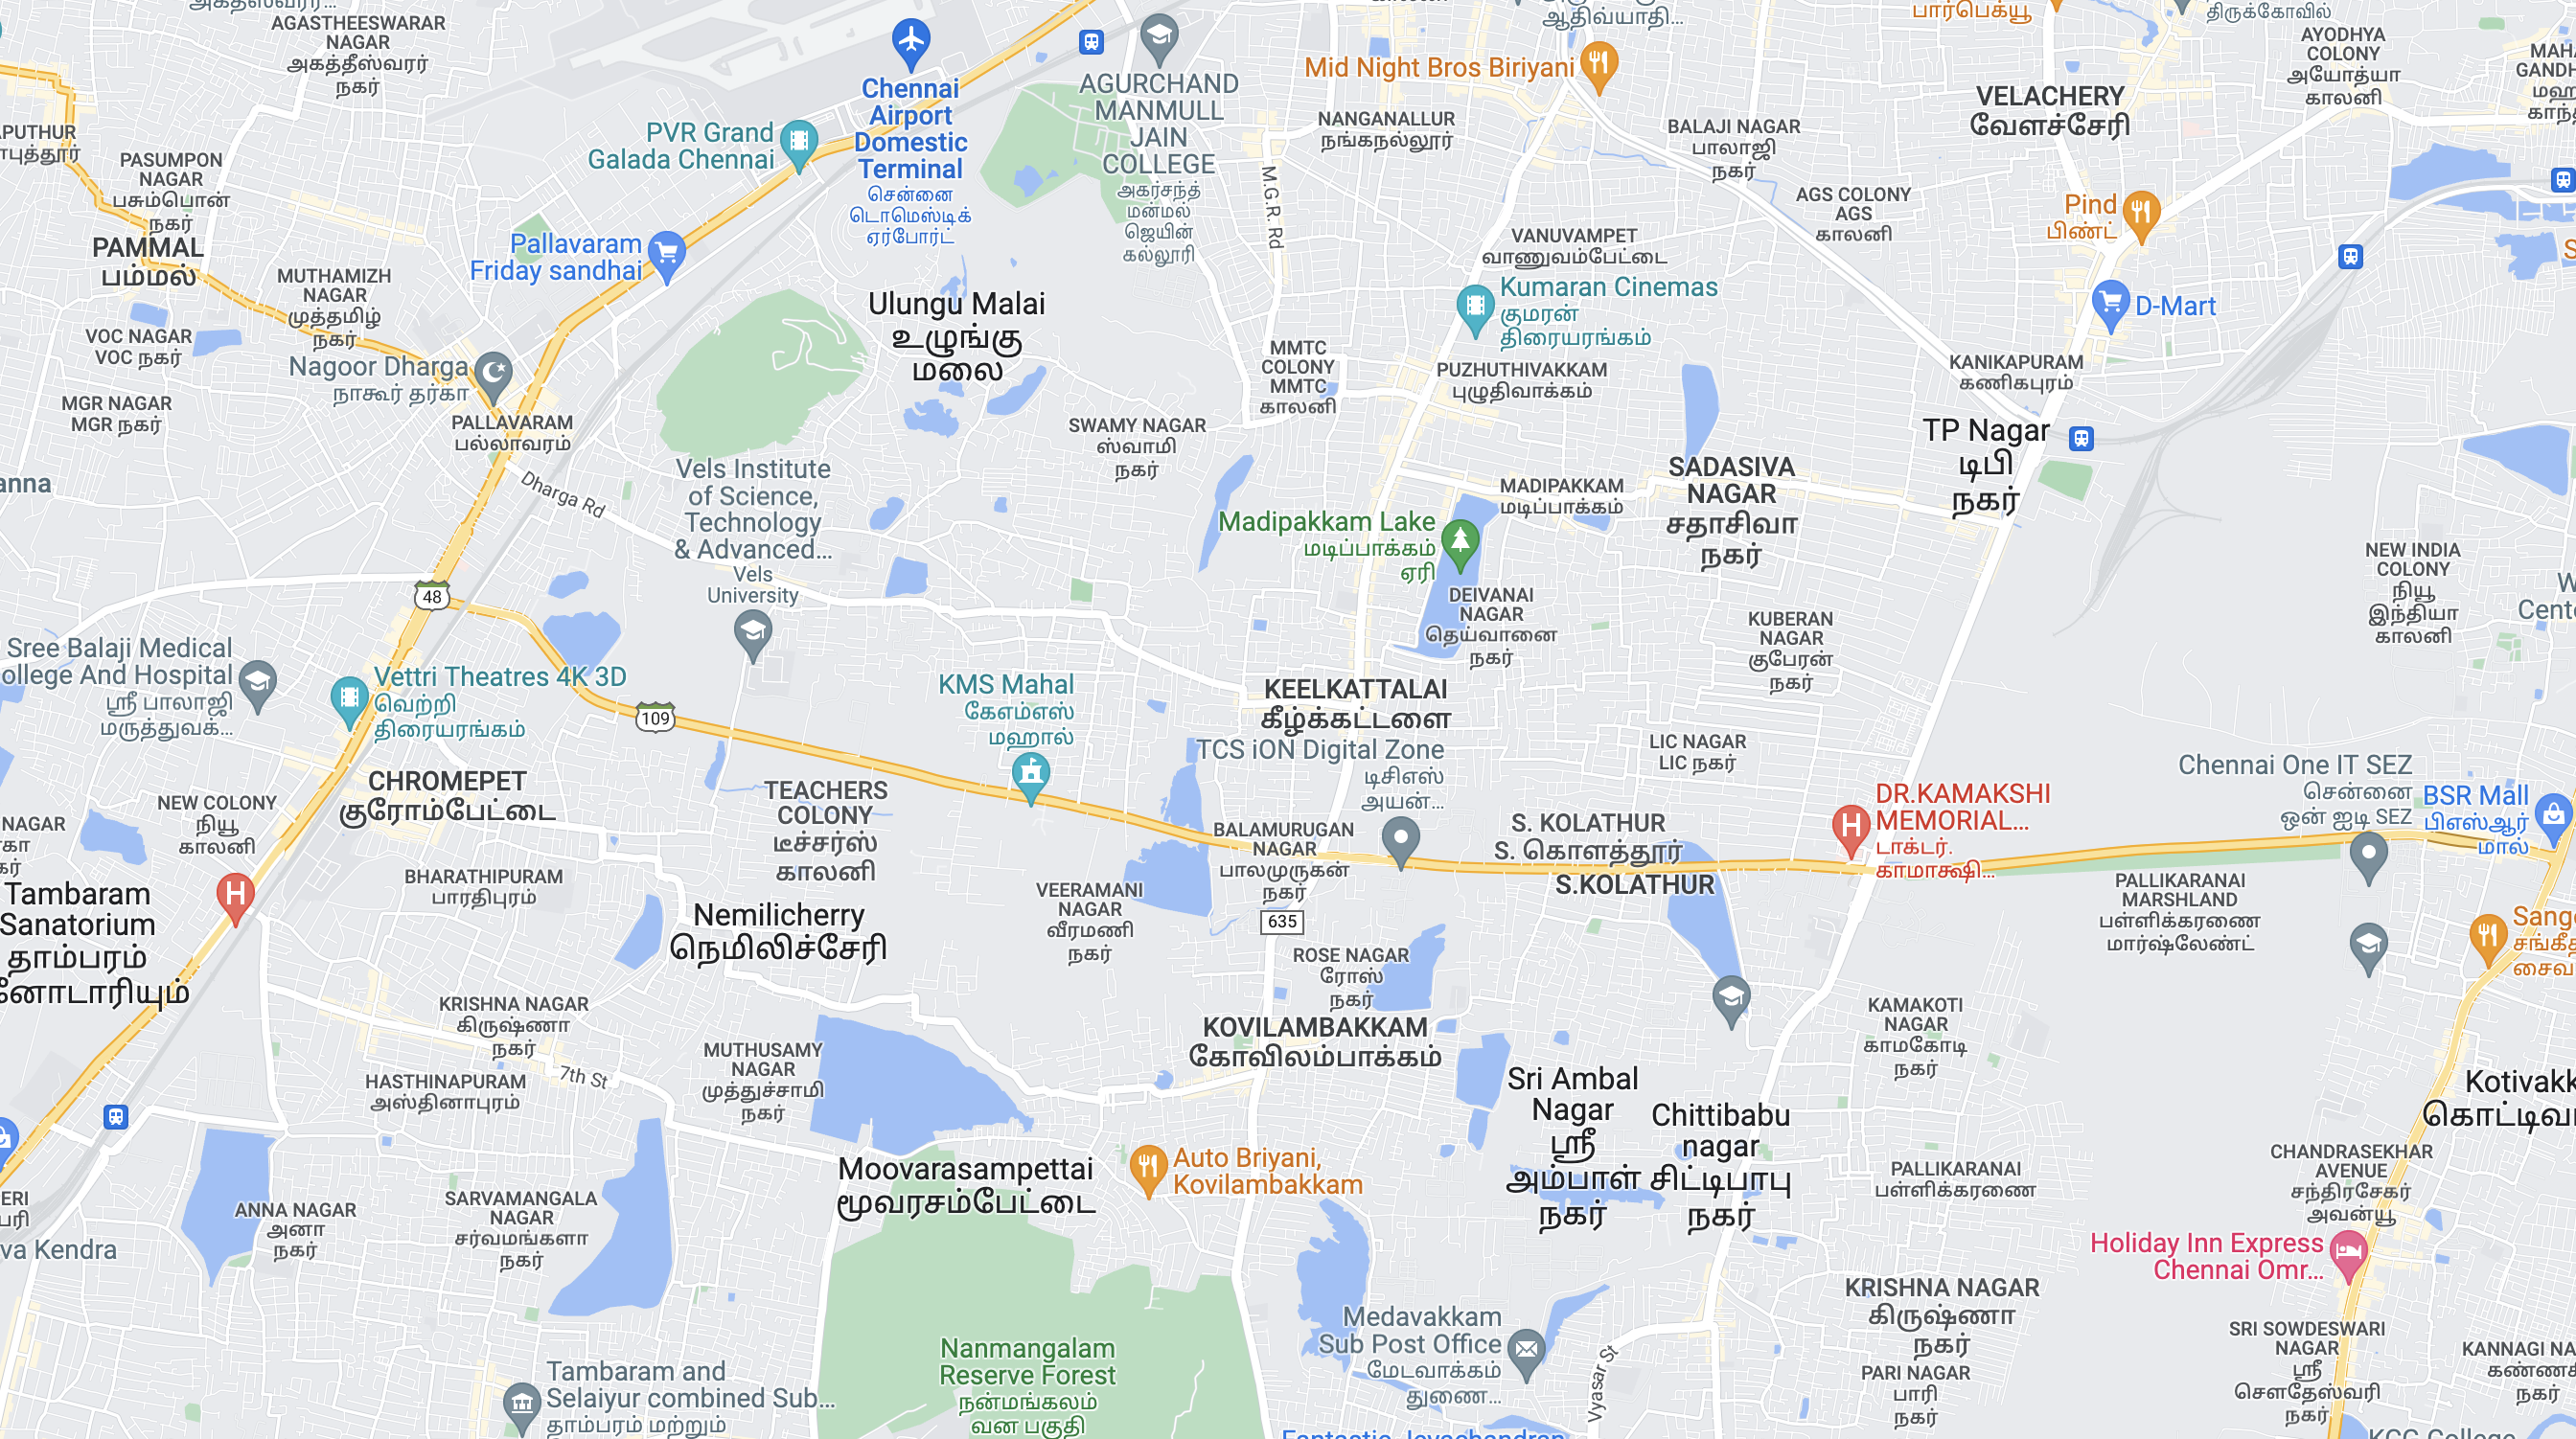 AGASTHEESWARAR
NAGAR
அகத்தீஸ்வரர்
நகர்
Chennai
Airport
Domestic
Terminal
சென்னை
டொமெஸ்டிக்
ஏர்போர்ட்
AGURCHAND
MANMULL
JAIN
COLLEGE
அகர்சந்த்
மன்மல்
ஜெயின்
கல்லூரி
Mid Night Bros Biriyani
ஆதிவ்யாதி...
பார்பெக்யூ
திருக்கோவில்
AYODHYA
COLONY
அயோத்யா
காலனி
VELACHERY
வேளச்சேரி
PVR Grand
Galada Chennai
NANGANALLUR
நங்கநல்லூர்
BALAJI NAGAR
பாலாஜி
நகர்
M.G.R. Rd
PASUMPON
NAGAR
பசும்பொன்
நகர்
PAMMAL
பம்மல்
Pallavaram
Friday sandhai
AGS COLONY
AGS
காலனி
Pind
பிண்ட்
VANUVAMPET
வாணுவம்பேட்டை
MUTHAMIZH
NAGAR
முத்தமிழ்
நகர்
VOC NAGAR
VOC நகர்
Ulungu Malai
உழுங்கு
மலை
Kumaran Cinemas
குமரன்
திரையரங்கம்
D-Mart
Nagoor Dharga
நாகூர் தர்கா
MMTC
COLONY
MMTC
காலனி
PUZHUTHIVAKKAM
புழுதிவாக்கம்
KANIKAPURAM
கணிகபுரம்
MGR NAGAR
MGR நகர்
PALLAVARAM
பல்லாவரம்
SWAMY NAGAR
ஸ்வாமி
நகர்
TP Nagar
டிபி
நகர்
anna
Dharga Rd
Vels Institute
of Science,
Technology
& Advanced...
Vels
University
MADIPAKKAM
மடிப்பாக்கம்
SADASIVA
NAGAR
சதாசிவா
நகர்
Madipakkam Lake
மடிப்பாக்கம்
ஏரி
NEW INDIA
COLONY
நியூ
இந்தியா
காலனி
48
DEIVANAI
NAGAR
தெய்வானை
நகர்
KUBERAN
NAGAR
குபேரன்
நகர்
Sree Balaji Medical
ollege And Hospital
ஸ்ரீ பாலாஜி
மருத்துவக்...
Vettri Theatres 4K 3D
வெற்றி
திரையரங்கம்
109
KMS Mahal
கேஎம்எஸ்
மஹால்
KEELKATTALAI
கீழ்க்கட்டளை
TCS iON Digital Zone
டிசிஎஸ்
அயன்...
LIC NAGAR
LIC நகர்
Chennai One IT SEZ
சென்னை
ஒன் ஐடி SEZ
BSR Mall
பிஎஸ்ஆர்
மால்
CHROMEPET
குரோம்பேட்டை
NEW COLONY
நியூ
காலனி
TEACHERS
COLONY
டீச்சர்ஸ்
காலனி
BALAMURUGAN
NAGAR
பாலமுருகன்
நகர்
S. KOLATHUR
S. கொளத்தூர்
S.KOLATHUR
DR.KAMAKSHI
MEMORIAL...
டாக்டர்.
காமாக்ஷி...
Tambaram
Sanatorium
தாம்பரம்
னோடாரியும்
BHARATHIPURAM
பாரதிபுரம்
Nemilicherry
நெமிலிச்சேரி
VEERAMANI
NAGAR
வீரமணி
நகர்
635
PALLIKARANAI
MARSHLAND
பள்ளிக்கரணை
மார்ஷ்லேண்ட்
ROSE NAGAR
ரோஸ்
நகர்
KRISHNA NAGAR
கிருஷ்ணா
நகர்
KOVILAMBAKKAM
கோவிலம்பாக்கம்
KAMAKOTI
NAGAR
காமகோடி
நகர்
HASTHINAPURAM
அஸ்தினாபுரம்
7th St
MUTHUSAMY
NAGAR
முத்துச்சாமி
நகர்
Sri Ambal
Nagar
ஸ்ரீ
அம்பாள்
நகர்
Chittibabu
nagar
சிட்டிபாபு
நகர்
Moovarasampettai
மூவரசம்பேட்டை
Auto Briyani,
Kovilambakkam
PALLIKARANAI
பள்ளிக்கரணை
CHANDRASEKHAR
AVENUE
சந்திரசேகர்
அவன்யூ
ANNA NAGAR
அனா
நகர்
SARVAMANGALA
NAGAR
சர்வமங்களா
நகர்
va Kendra
Holiday Inn Express
Chennai Omr...
KRISHNA NAGAR
கிருஷ்ணா
நகர்
Medavakkam
Sub Post Office
மேடவாக்கம்
துணை...
Vyasar St
PARI NAGAR
பாரி
நகர்
SRI SOWDESWARI
NAGAR
ஸ்ரீ
சௌதேஸ்வரி
நகர்
Nanmangalam
Reserve Forest
நன்மங்கலம்
வன பகுதி
Tambaram and
Selaiyur combined Sub...
தாம்பரம் மற்றும்